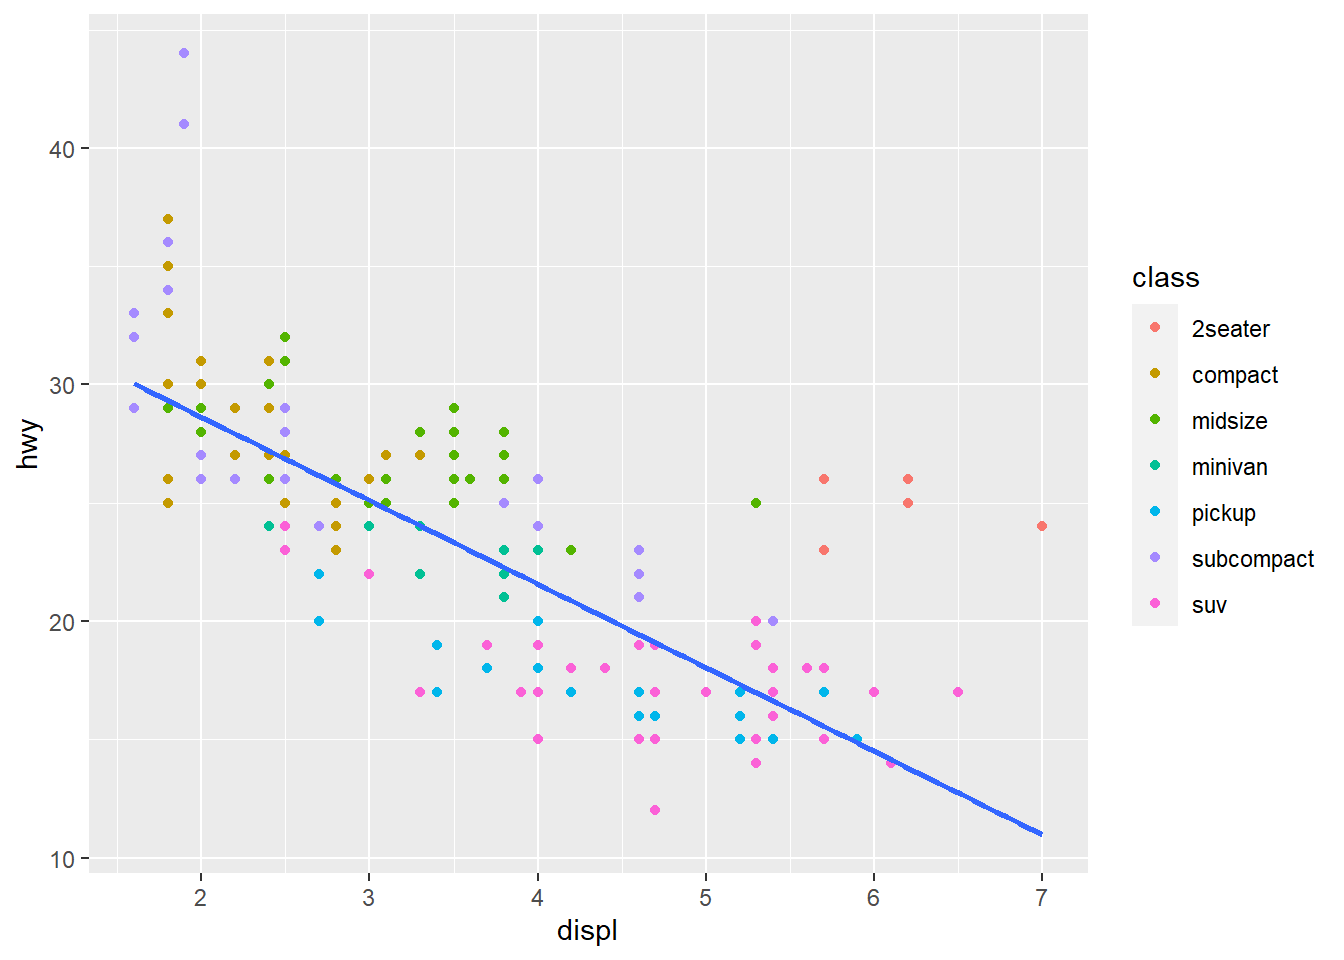 40
30
20
10
hwy
2
3
4
5
6
7
displ
class
2seater
compact
midsize
minivan
pickup
subcompact
suv